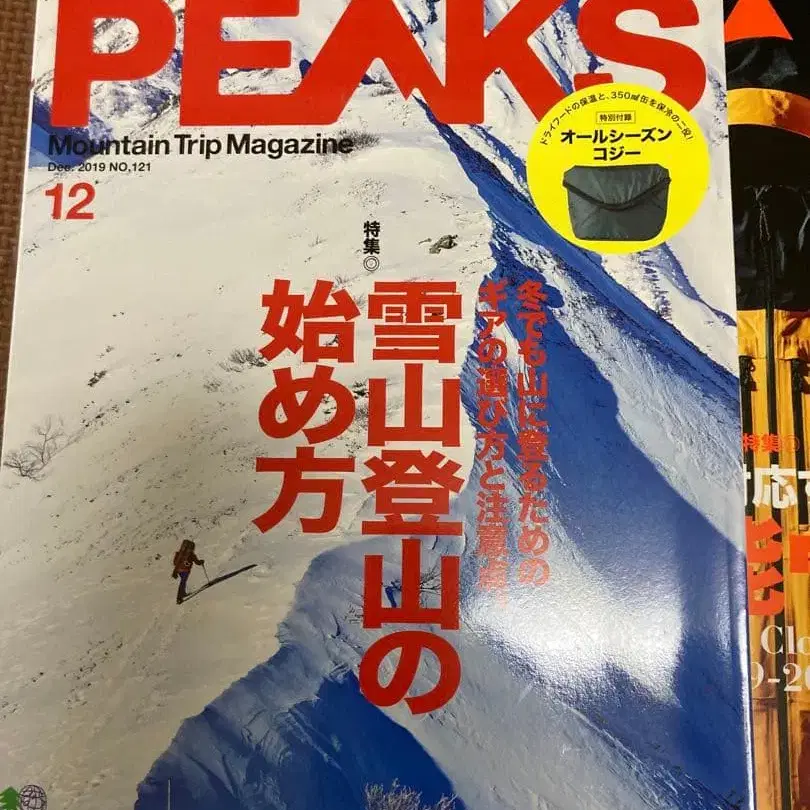 PEAKS
Mountain Trip Magazine
Dec. 2019 NO,121
12
ドライフードの保温と、350㎖缶を保冷の二役!
特別付録
オールシーズン
コジー
特集◎
雪山登山の
始め方
冬でも山に登るための
ギアの選び方と注意点。
特集◎
対応
Clo
9-20